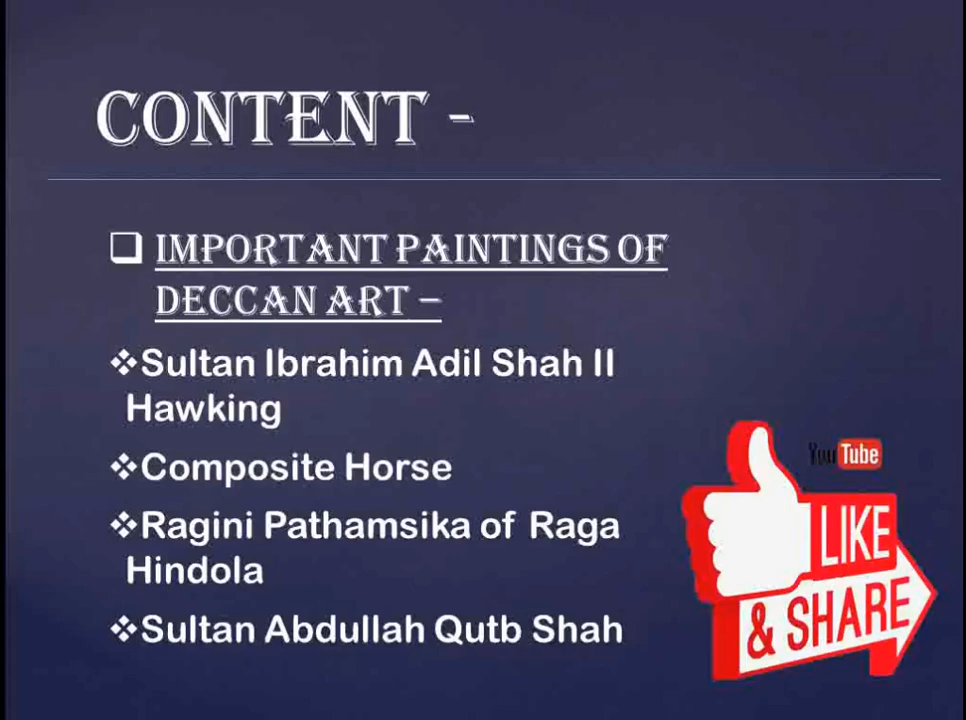 CONTENT -
IMPORTANT PAINTINGS OF
DECCAN ART –
Sultan Ibrahim Adil Shah II
Hawking
Composite Horse
Ragini Pathamsika of Raga
Hindola
Sultan Abdullah Qutb Shah
YouTube
LIKE
& SHARE